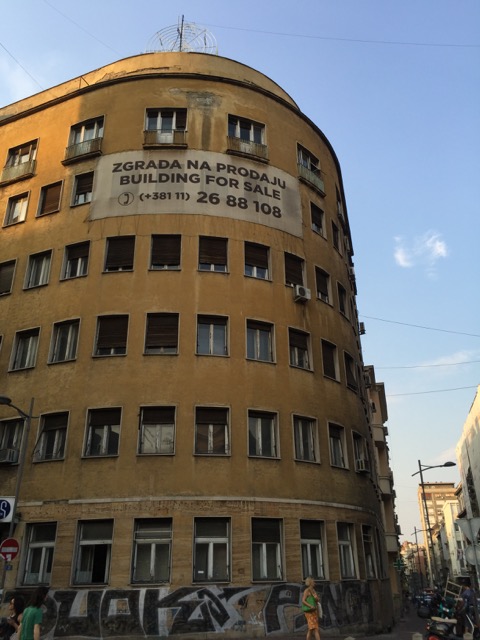 ZGRADA NA PRODAJU
BUILDING FOR SALE
(+381 11) 26 88 108